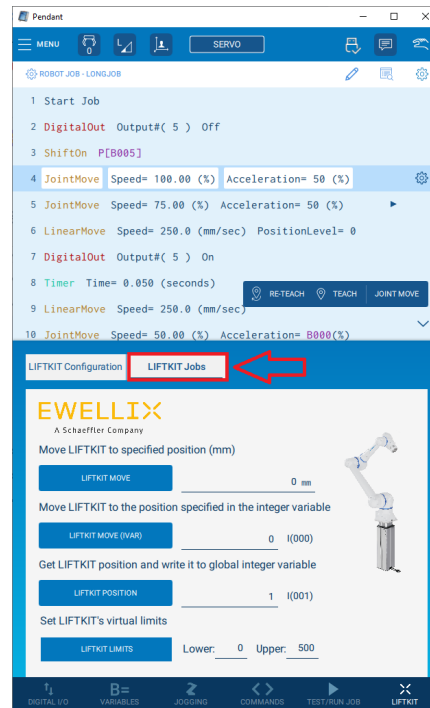 Pendant
MENU 0 SERVO
ROBOT JOB - LONGJOB
1 Start Job
2 DigitalOut Output#( 5 ) Off
3 ShiftOn P[B005]
4 JointMove Speed= 100.00 (%) Acceleration= 50 (%)
5 JointMove Speed= 75.00 (%) Acceleration= 50 (%)
6 LinearMove Speed= 250.0 (mm/sec) PositionLevel= 0
7 DigitalOut Output#( 5 ) On
8 Timer Time= 0.050 (seconds)
RE-TEACH TEACH JOINT MOVE
9 LinearMove Speed= 250.0 (mm/sec)
10 JointMove Speed= 50.00 (%) Acceleration= B000(%)
LIFTKIT Configuration LIFTKIT Jobs
EWELLIX
A Schaeffler Company
Move LIFTKIT to specified position (mm)
LIFTKIT MOVE 0 mm
Move LIFTKIT to the position specified in the integer variable
LIFTKIT MOVE (IVAR) 0 I(000)
Get LIFTKIT position and write it to global integer variable
LIFTKIT POSITION 1 I(001)
Set LIFTKIT's virtual limits
LIFTKIT LIMITS Lower: 0 Upper: 500
DIGITAL I/O VARIABLES JOGGING COMMANDS TEST/RUN JOB LIFTKIT